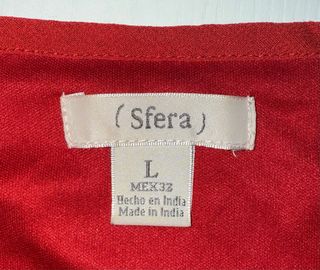 ( Sfera )
L
MEX32
Hecho en India
Made in India